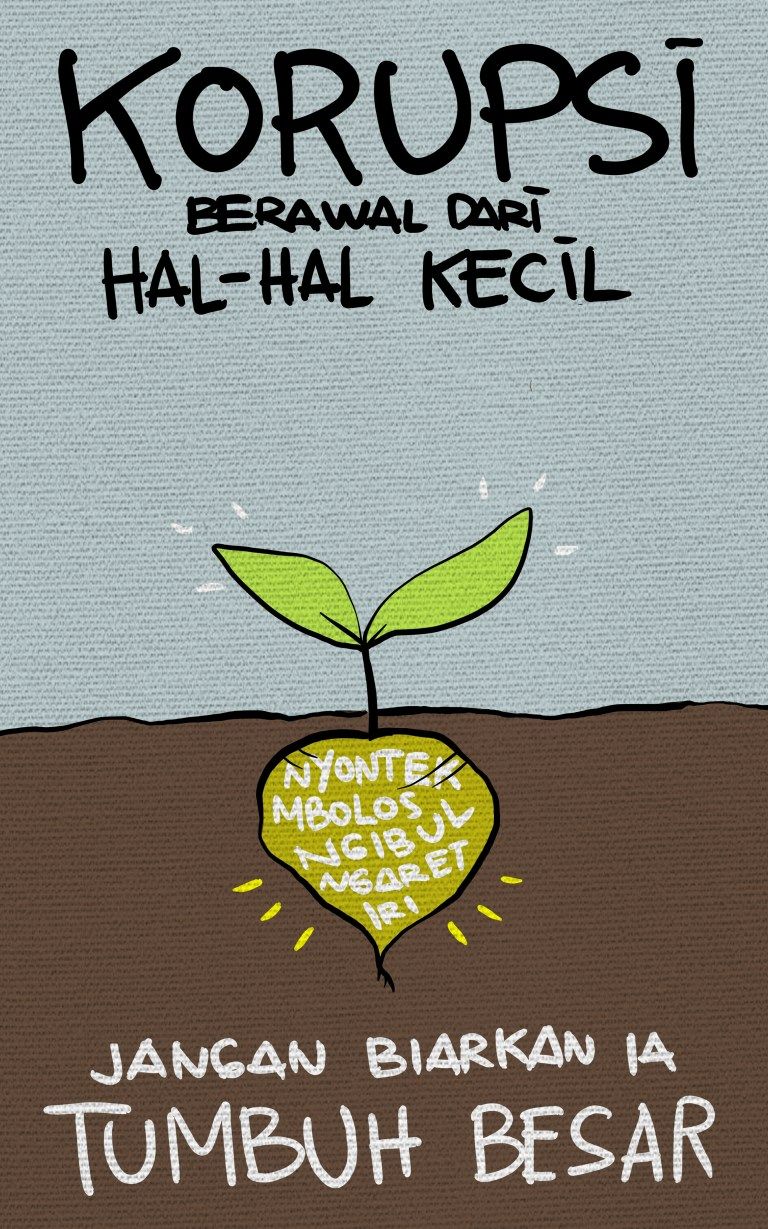 KORUPSI
BERAWAL DARI
HAL-HAL KECIL
NYONTEK
MBOLOS
NGIBUL
NGARET
IRI
JANGAN BIARKAN IA
TUMBUH BESAR